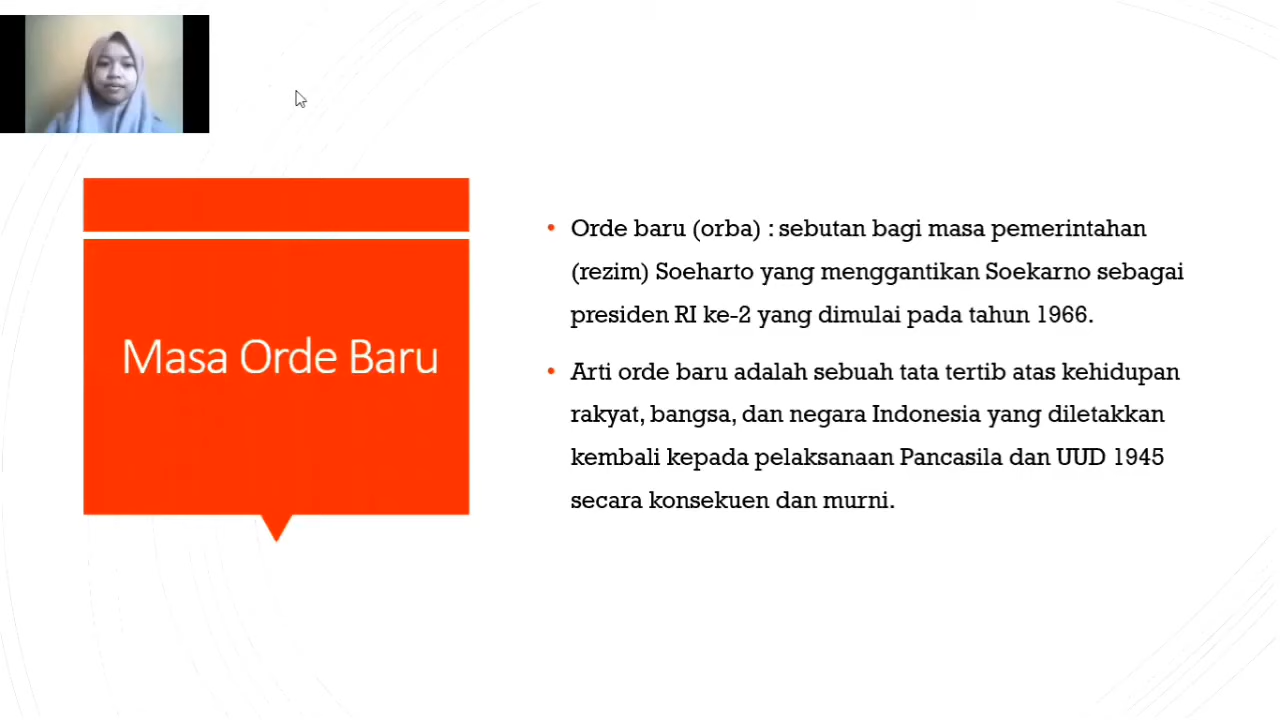 Masa Orde Baru
• Orde baru (orba) : sebutan bagi masa pemerintahan
(rezim) Soeharto yang menggantikan Soekarno sebagai
presiden RI ke-2 yang dimulai pada tahun 1966.
• Arti orde baru adalah sebuah tata tertib atas kehidupan
rakyat, bangsa, dan negara Indonesia yang diletakkan
kembali kepada pelaksanaan Pancasila dan UUD 1945
secara konsekuen dan murni.